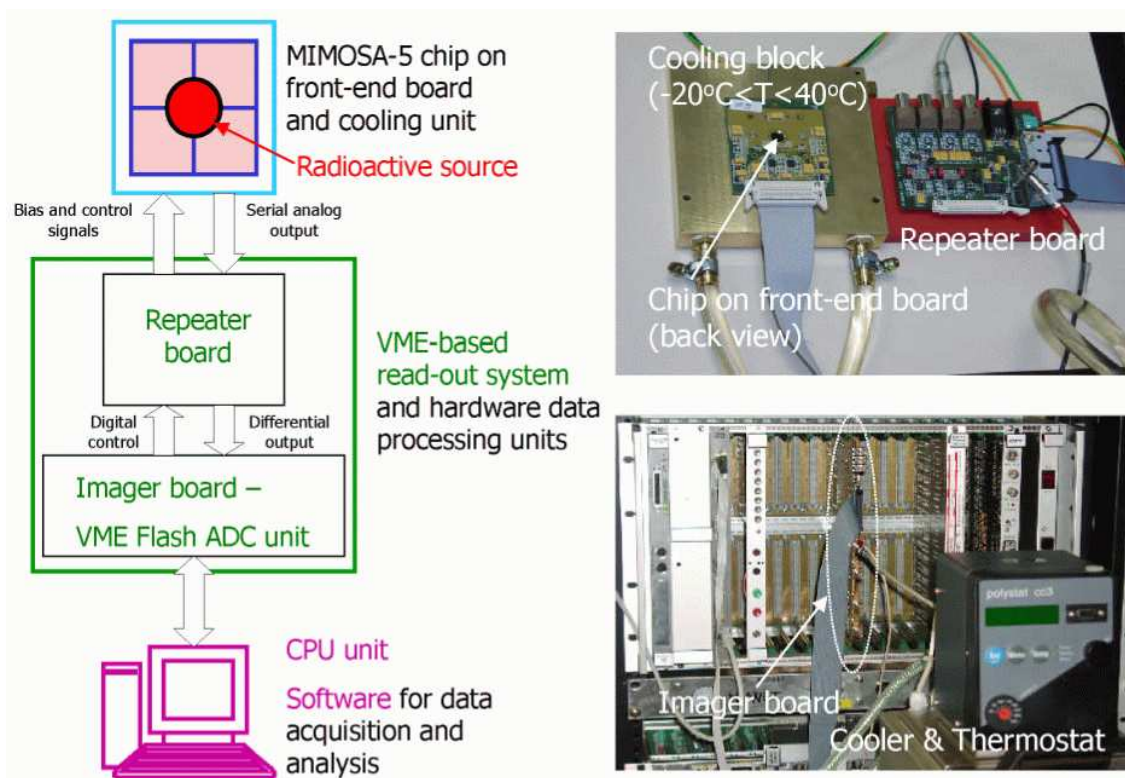 MIMOSA-5 chip on
front-end board
and cooling unit
Radioactive source
Bias and control
signals
Serial analog
output
Repeater
board
VME-based
read-out system
and hardware data
processing units
Digital
control
Differential
output
Imager board –
VME Flash ADC unit
CPU unit
Software for data
acquisition and
analysis
Cooling block
(-20°C<T<40°C)
Repeater board
Chip on front-end board
(back view)
polystat cc3
Imager board
Cooler & Thermostat